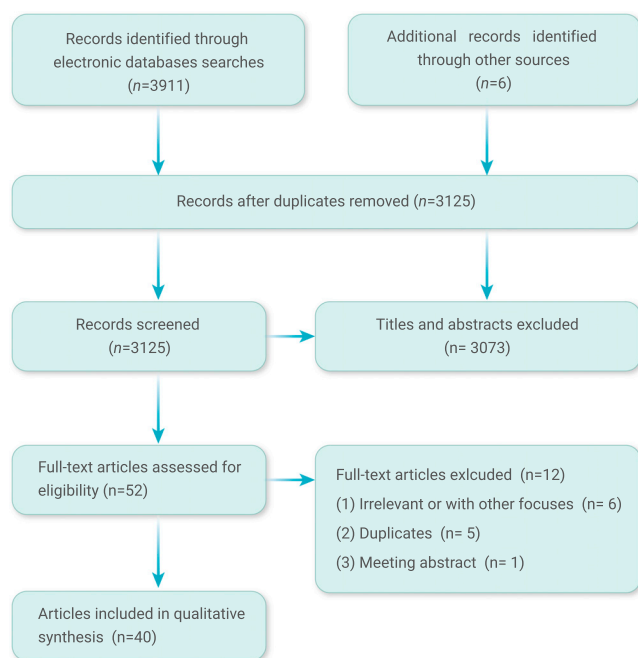 Records identified through
electronic databases searches
(n=3911)
Additional records identified
through other sources
(n=6)
Records after duplicates removed (n=3125)
Records screened
(n=3125)
Titles and abstracts excluded
(n= 3073)
Full-text articles assessed for
eligibility (n=52)
Full-text articles exlcuded (n=12)
(1) Irrelevant or with other focuses (n= 6)
(2) Duplicates (n= 5)
(3) Meeting abstract (n= 1)
Articles included in qualitative
synthesis (n=40)